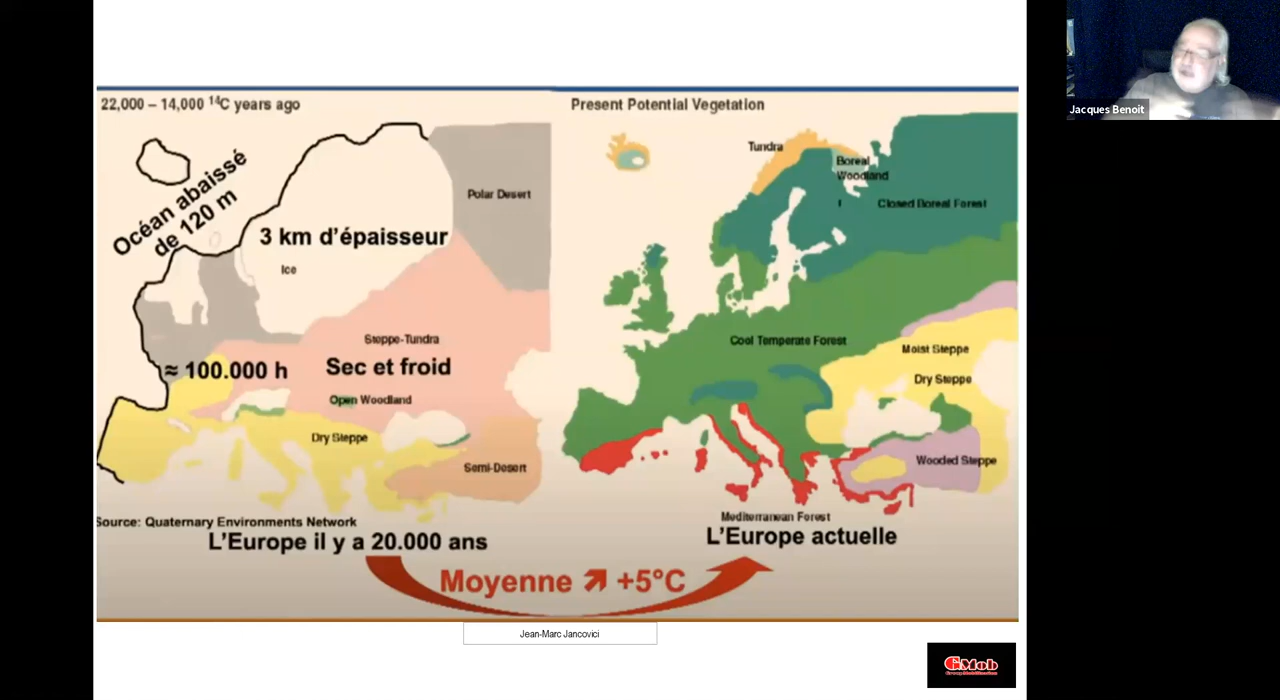 Jacques Benoit
22,000 – 14,000 ¹⁴C years ago
Océan abaissé
de 120 m
3 km d'épaisseur
Ice
Polar Desert
Steppe-Tundra
Sec et froid
≈ 100.000 h
Open Woodland
Dry Steppe
Semi-Desert
Source: Quaternary Environments Network
L'Europe il y a 20.000 ans
Present Potential Vegetation
Tundra
Boreal
Woodland
Closed Boreal Forest
Cool Temperate Forest
Moist Steppe
Dry Steppe
Wooded Steppe
Mediterranean Forest
L'Europe actuelle
Moyenne ↗ +5°C
Jean-Marc Jancovici
GMob